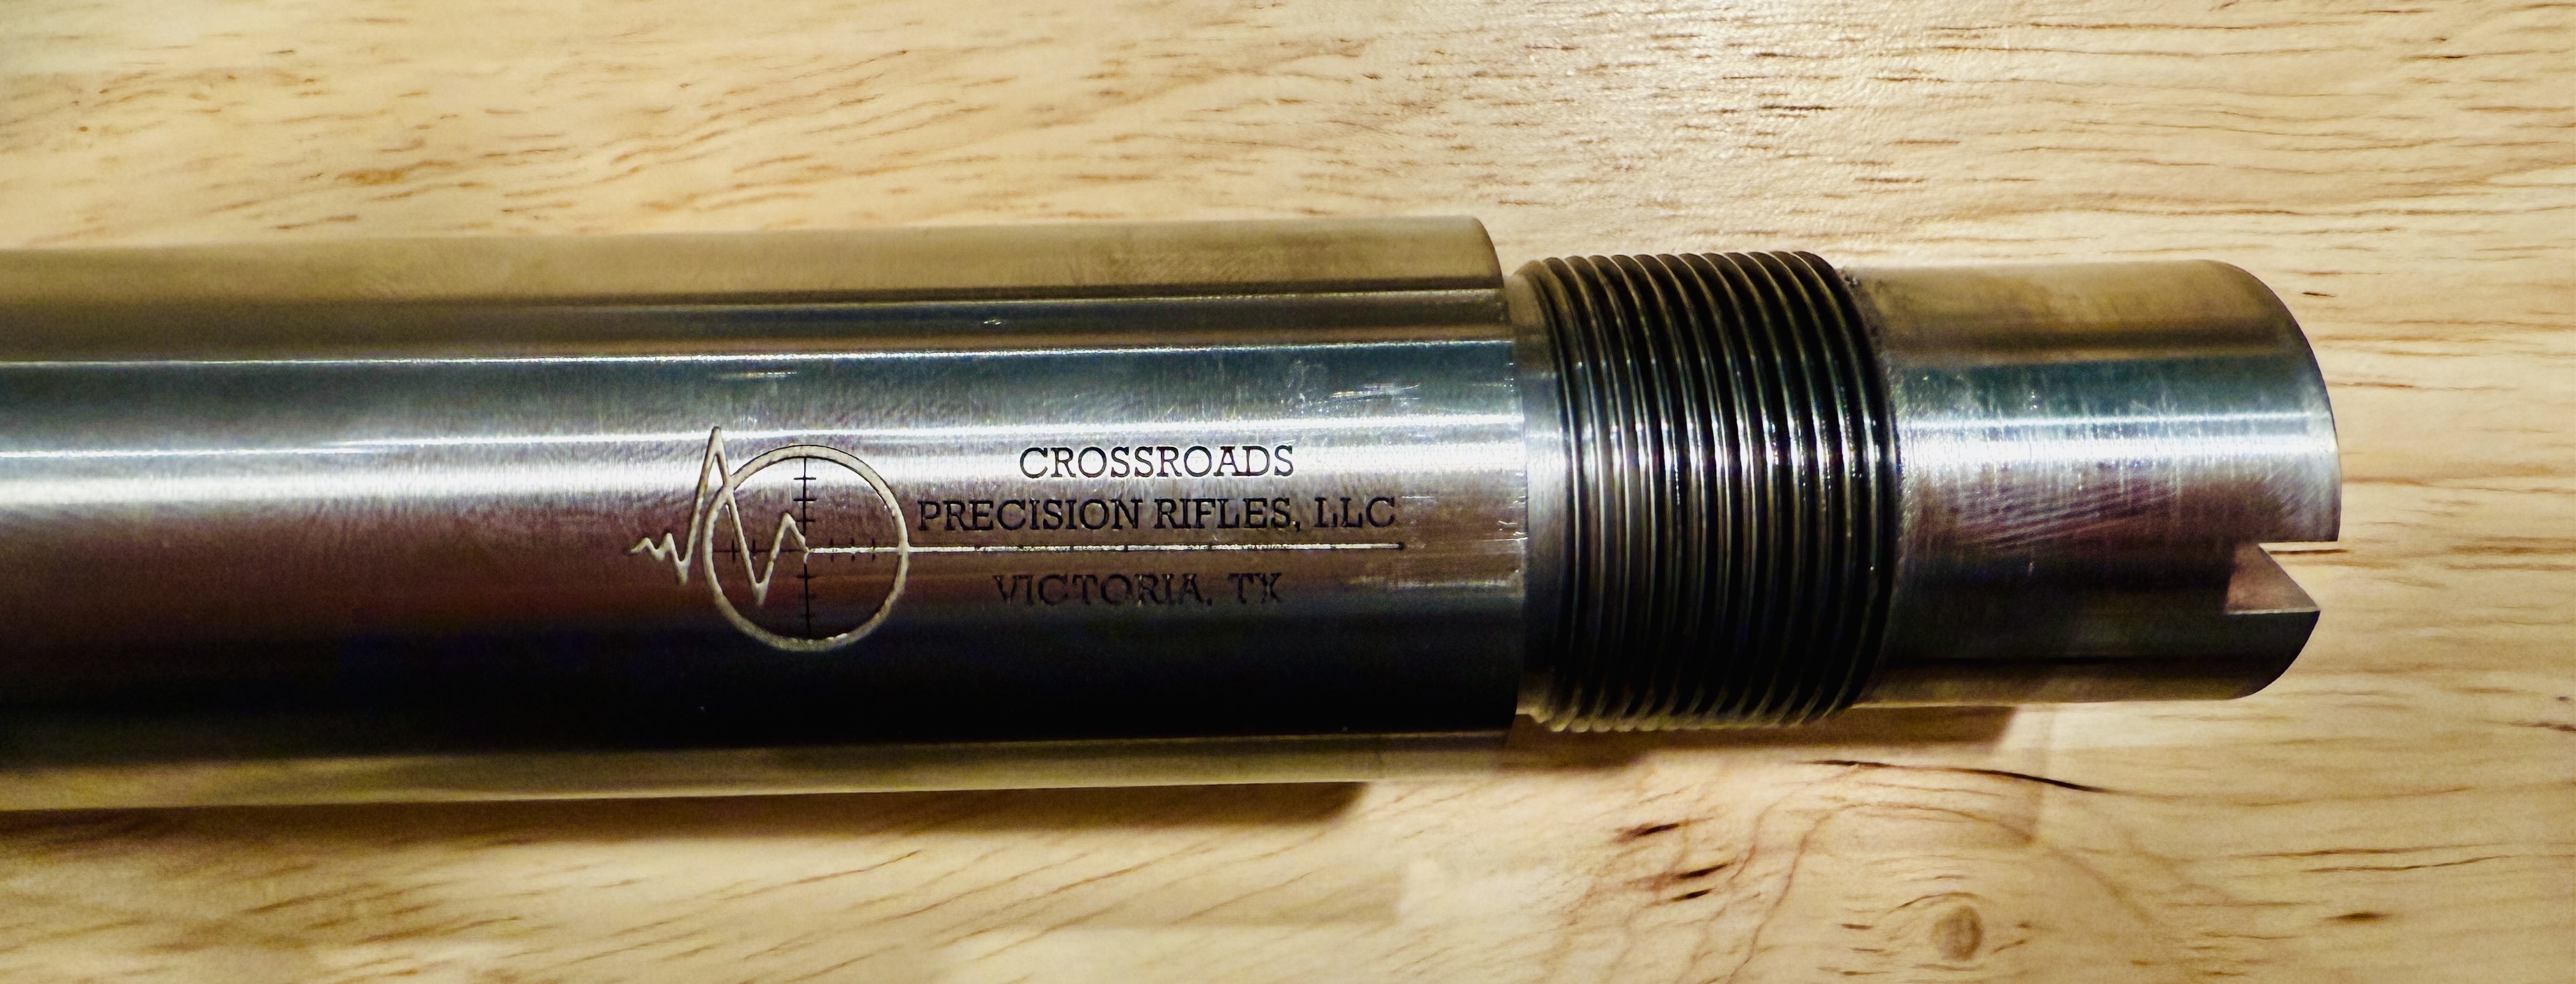 CROSSROADS
PRECISION RIFLES, LLC
VICTORIA, TX